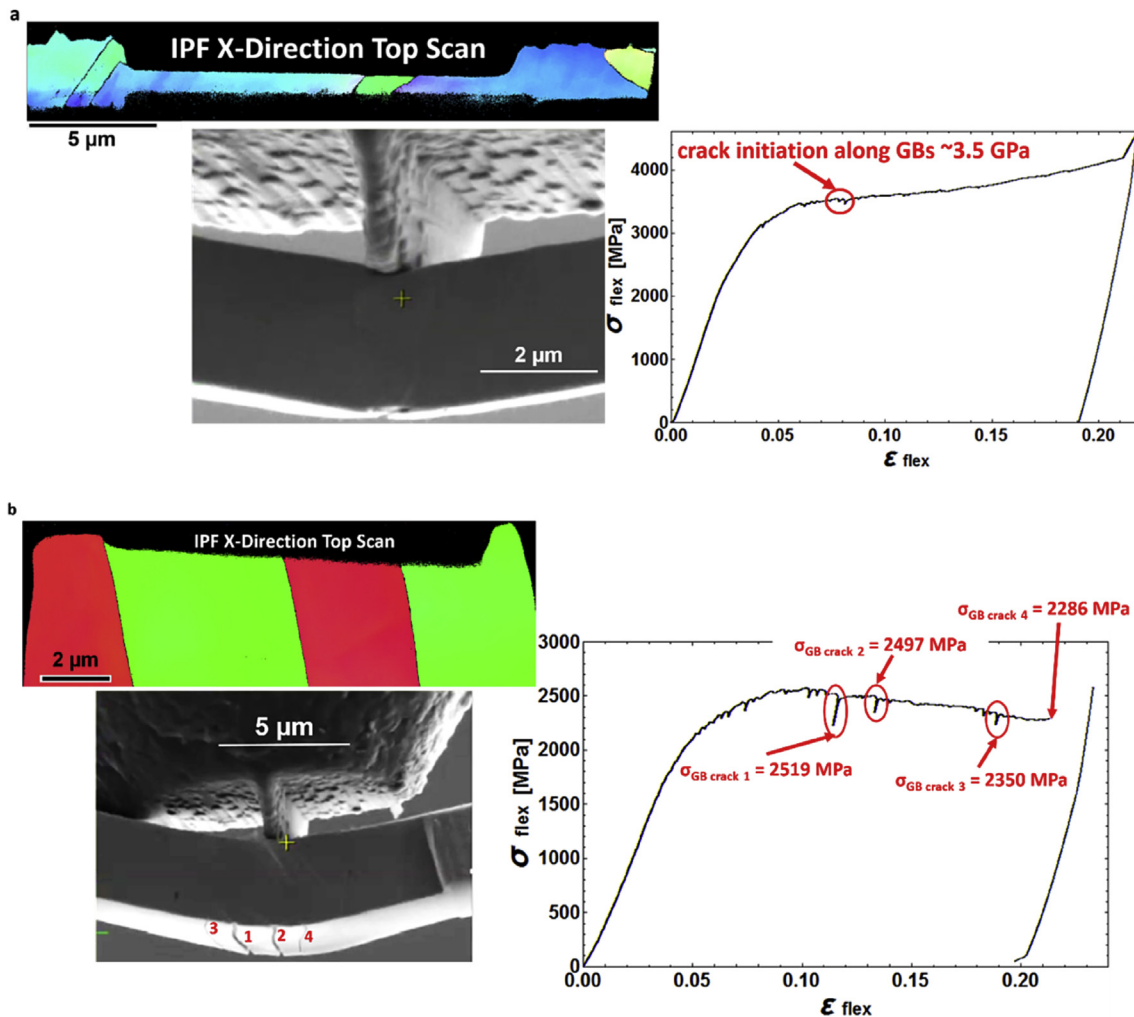 a
IPF X-Direction Top Scan
5 µm
2 µm
crack initiation along GBs ~3.5 GPa
4000
3000
2000
1000
0
σ flex [MPa]
0.00 0.05 0.10 0.15 0.20
ε flex
b
IPF X-Direction Top Scan
2 µm
5 µm
3 1 2 4
σGB crack 4 = 2286 MPa
σGB crack 2 = 2497 MPa
σGB crack 1 = 2519 MPa
σGB crack 3 = 2350 MPa
3000
2500
2000
1500
1000
500
0
σ flex [MPa]
0.00 0.05 0.10 0.15 0.20
ε flex